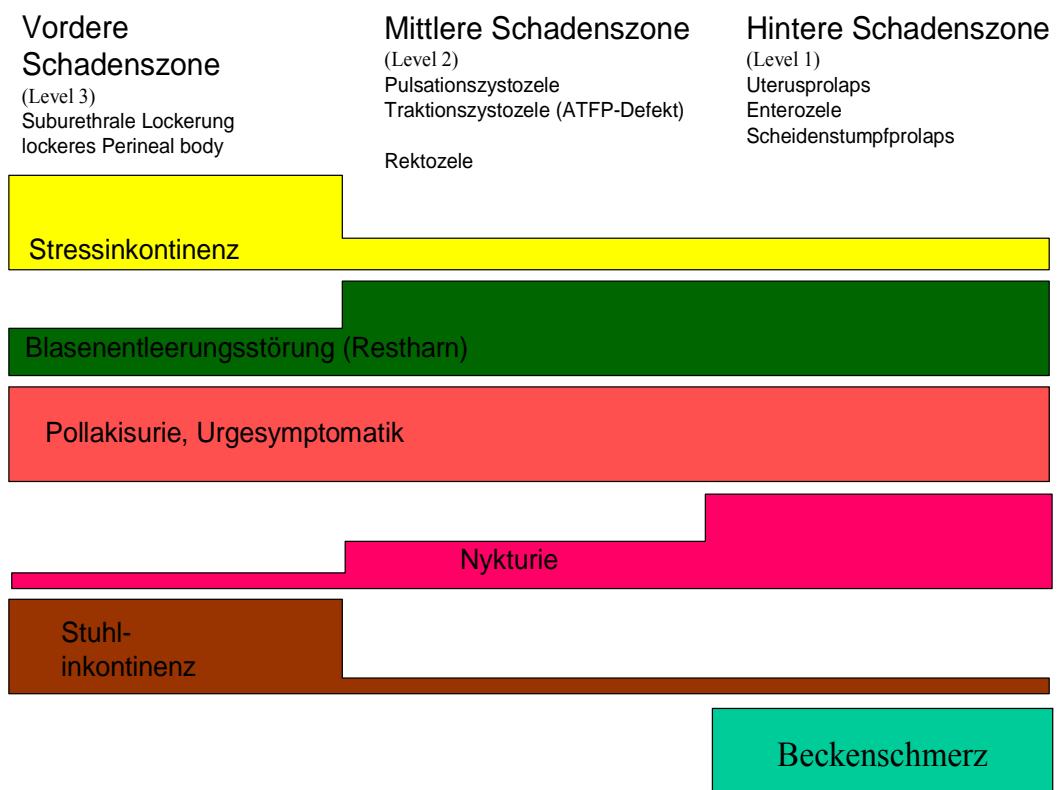 Vordere
Schadenszone
(Level 3)
Suburethrale Lockerung
lockeres Perineal body
Mittlere Schadenszone
(Level 2)
Pulsationszystozele
Traktionszystozele (ATFP-Defekt)
Rektozele
Hintere Schadenszone
(Level 1)
Uterusprolaps
Enterozele
Scheidenstumpfprolaps
Stressinkontinenz
Blasenentleerungsstörung (Restharn)
Pollakisurie, Urgesymptomatik
Nykturie
Stuhl-
inkontinenz
Beckenschmerz